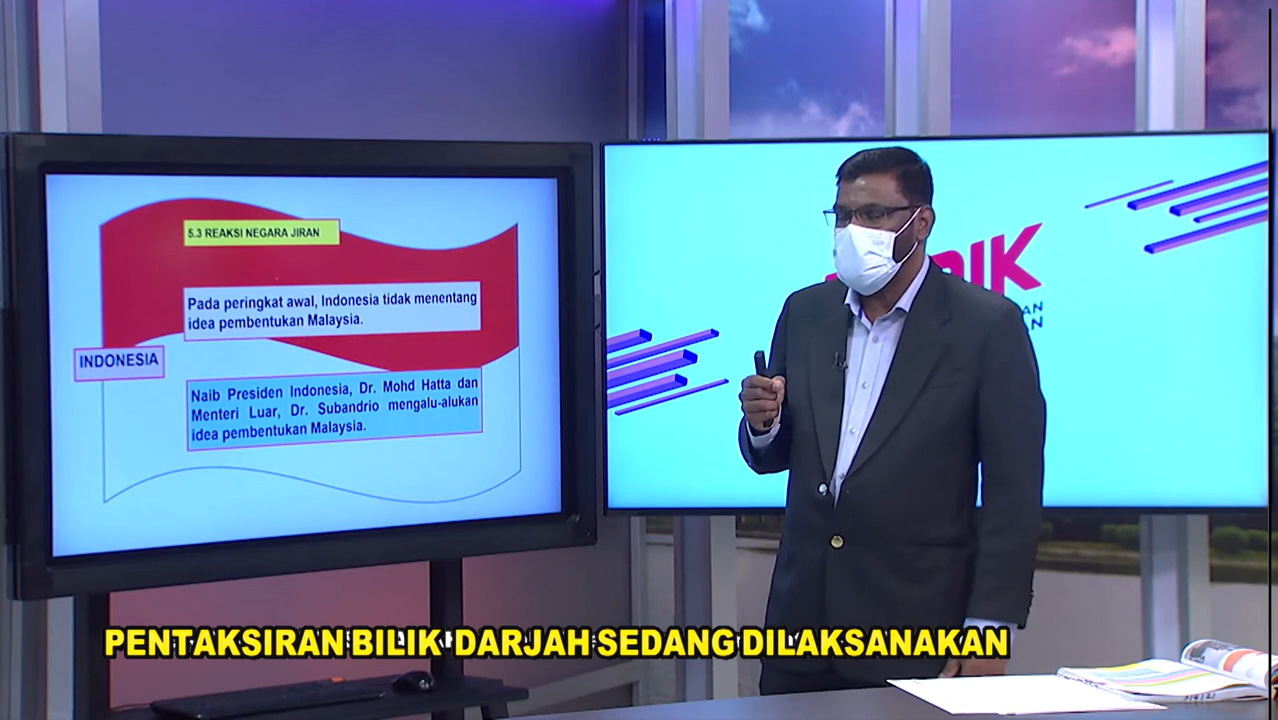 5.3 REAKSI NEGARA JIRAN
Pada peringkat awal, Indonesia tidak menentang
idea pembentukan Malaysia.
INDONESIA
Naib Presiden Indonesia, Dr. Mohd Hatta dan
Menteri Luar, Dr. Subandrio mengalu-alukan
idea pembentukan Malaysia.
PENTAKSIRAN BILIK DARJAH SEDANG DILAKSANAKAN